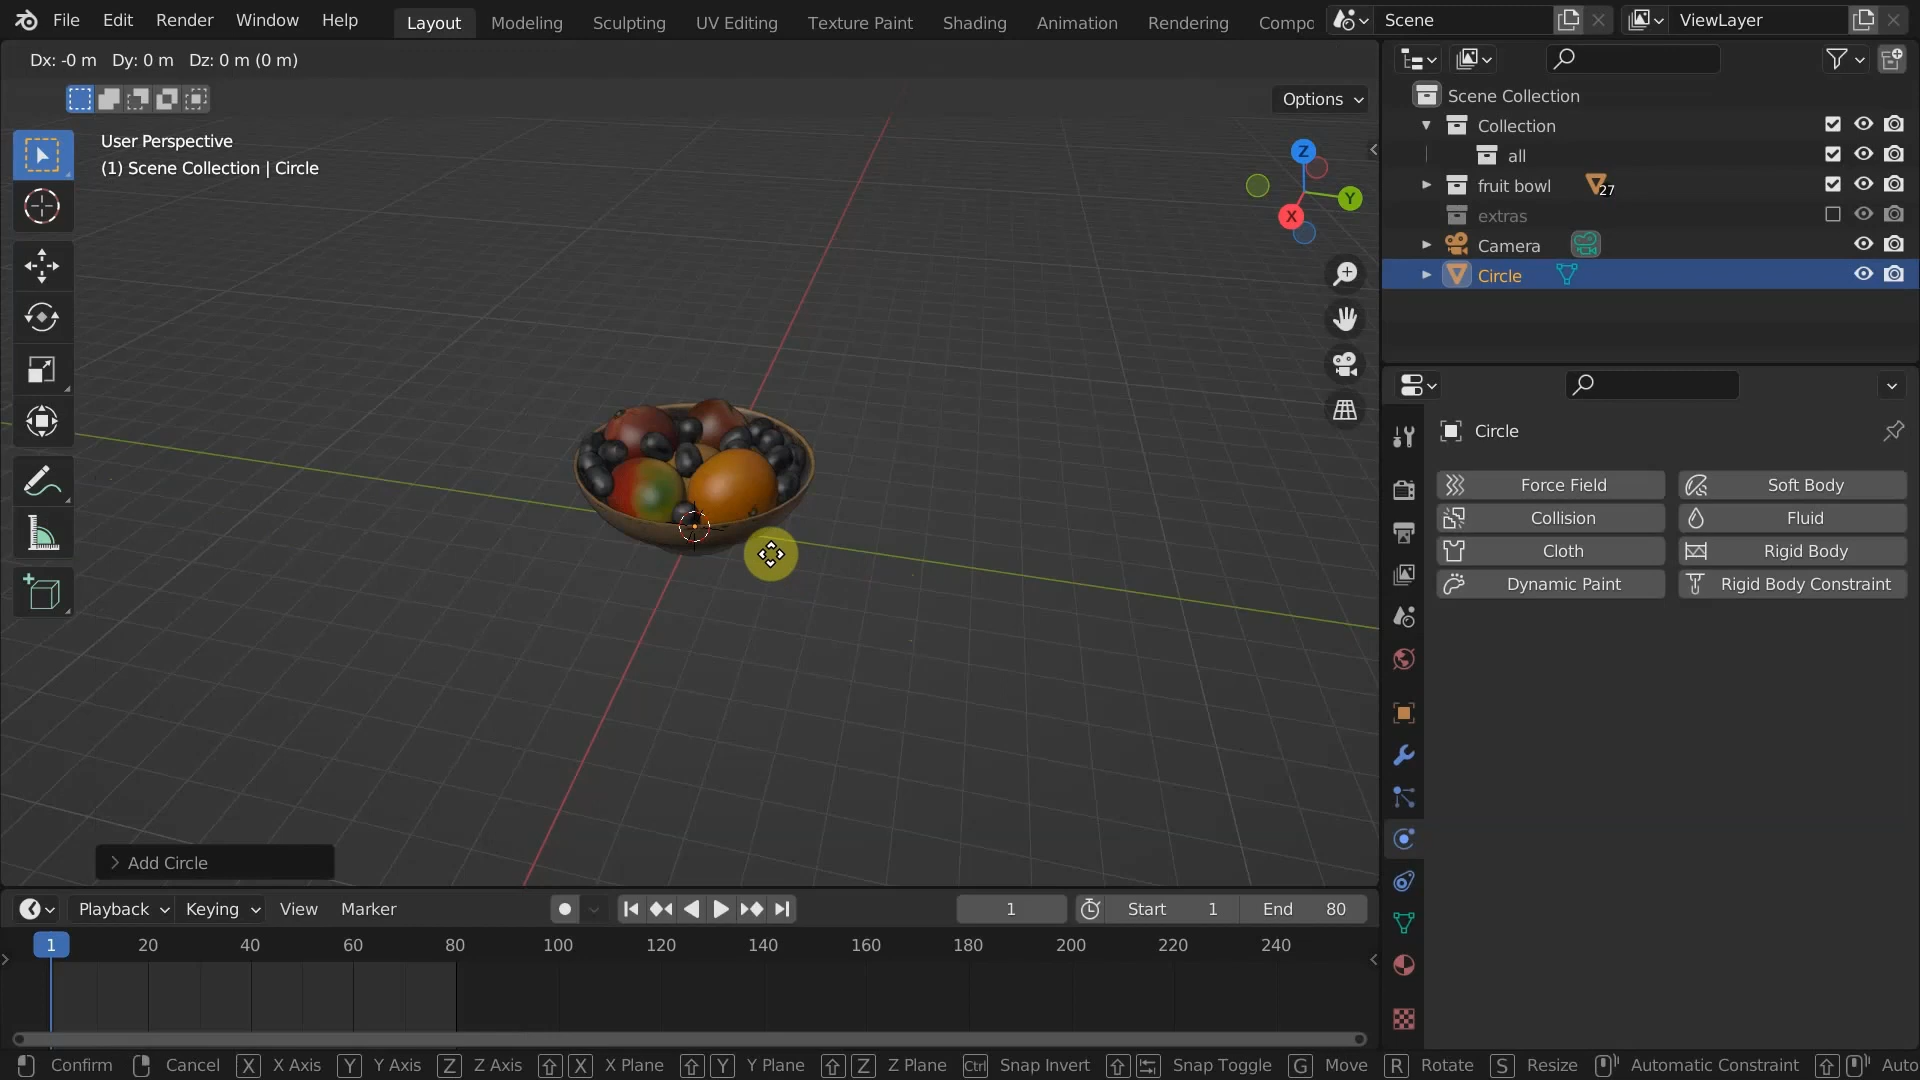 File Edit Render Window Help Layout Modeling Sculpting UV Editing Texture Paint Shading Animation Rendering Compo Scene ViewLayer
Dx: -0 m Dy: 0 m Dz: 0 m (0 m)
Options
User Perspective
(1) Scene Collection | Circle
Z
Y
X
Add Circle
Scene Collection
Collection
all
fruit bowl 27
extras
Camera
Circle
Circle
Force Field Soft Body
Collision Fluid
Cloth Rigid Body
Dynamic Paint Rigid Body Constraint
Playback Keying View Marker 1 Start 1 End 80
1 20 40 60 80 100 120 140 160 180 200 220 240
Confirm Cancel X X Axis Y Y Axis Z Z Axis X X Plane Y Y Plane Z Z Plane Ctrl Snap Invert Snap Toggle G Move R Rotate S Resize Automatic Constraint Auto